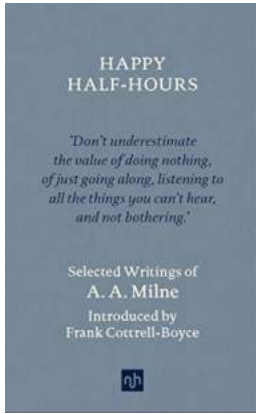 HAPPY
HALF-HOURS
'Don't underestimate
the value of doing nothing,
of just going along, listening to
all the things you can't hear,
and not bothering.'
Selected Writings of
A. A. Milne
Introduced by
Frank Cottrell-Boyce
nh